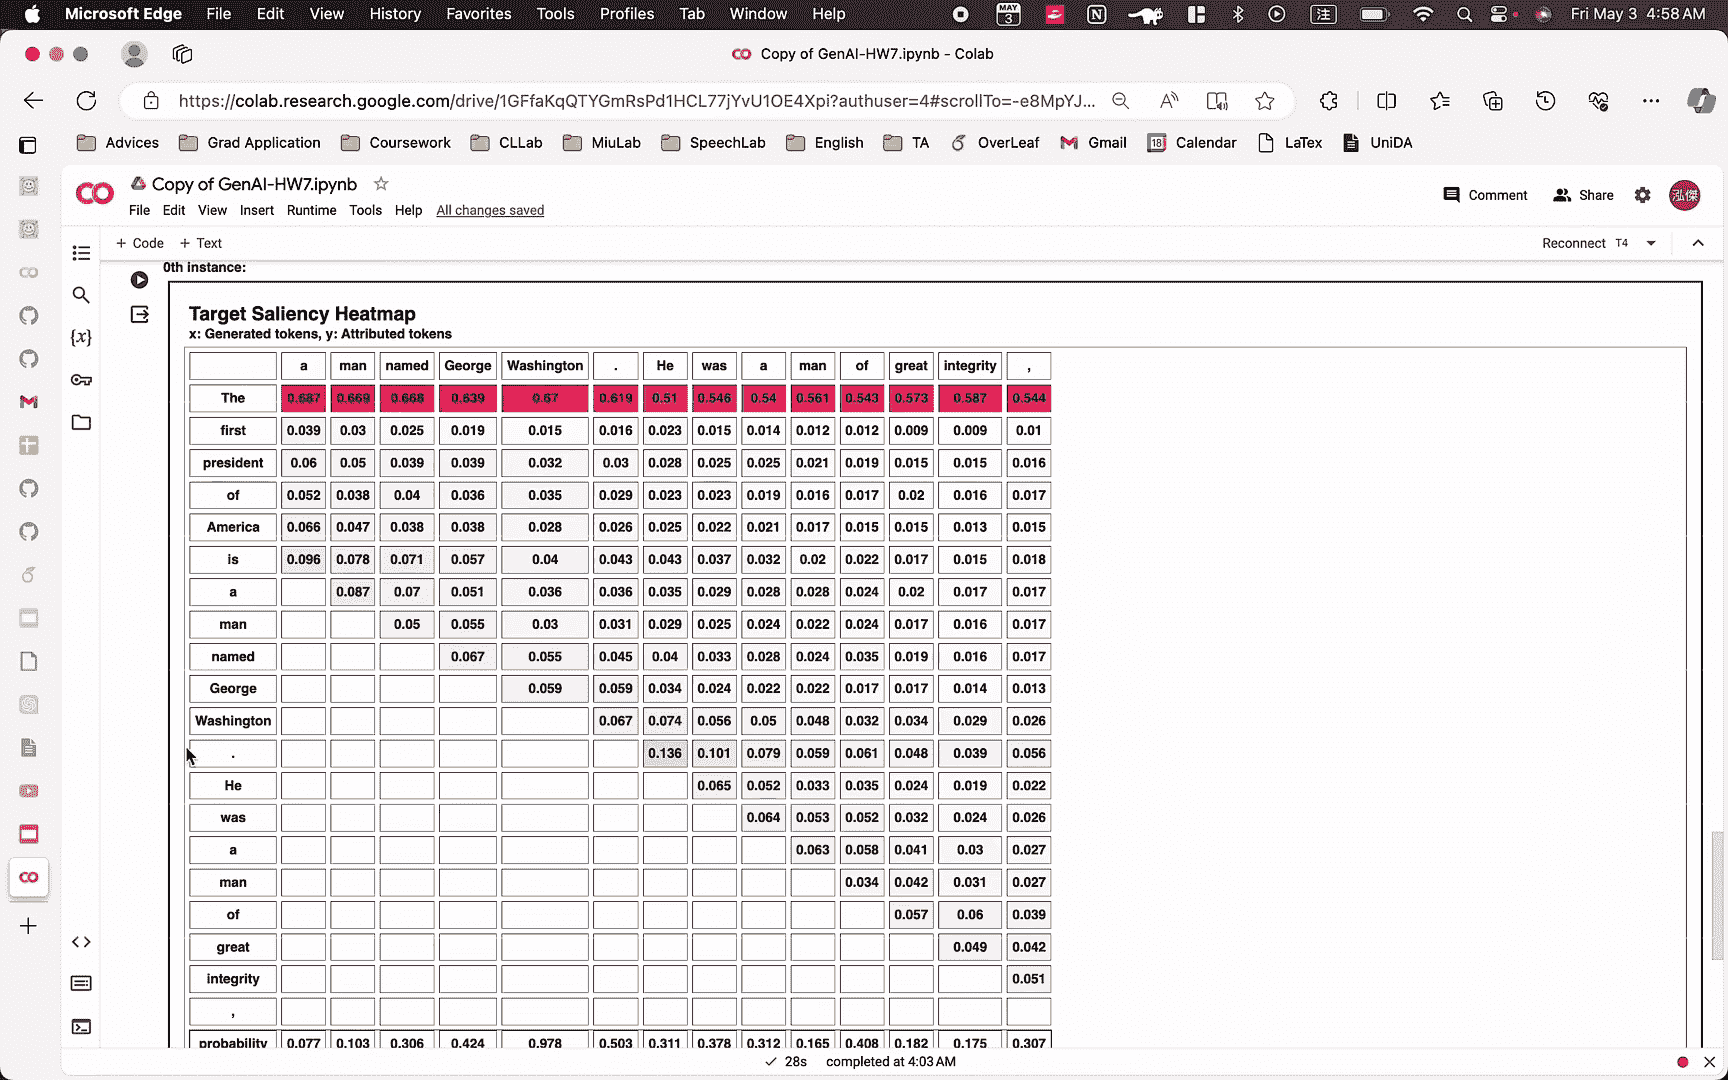 Microsoft Edge File Edit View History Favorites Tools Profiles Tab Window Help MAY 3 注 Fri May 3 4:58 AM
Copy of GenAI-HW7.ipynb - Colab
https://colab.research.google.com/drive/1GFfaKqQTYGmRsPd1HCL77jYvU1OE4Xpi?authuser=4#scrollTo=-e8MpYJ...
Advices Grad Application Coursework CLLab MiuLab SpeechLab English TA OverLeaf Gmail 18 Calendar LaTex UniDA
Copy of GenAI-HW7.ipynb
Comment Share 泓傑
File Edit View Insert Runtime Tools Help All changes saved
+ Code + Text Reconnect T4
0th instance:
Target Saliency Heatmap
x: Generated tokens, y: Attributed tokens
a man named George Washington . He was a man of great integrity ,
The 0.687 0.669 0.668 0.639 0.67 0.619 0.51 0.546 0.54 0.561 0.543 0.573 0.587 0.544
first 0.039 0.03 0.025 0.019 0.015 0.016 0.023 0.015 0.014 0.012 0.012 0.009 0.009 0.01
president 0.06 0.05 0.039 0.039 0.032 0.03 0.028 0.025 0.025 0.021 0.019 0.015 0.015 0.016
of 0.052 0.038 0.04 0.036 0.035 0.029 0.023 0.023 0.019 0.016 0.017 0.02 0.016 0.017
America 0.066 0.047 0.038 0.038 0.028 0.026 0.025 0.022 0.021 0.017 0.015 0.015 0.013 0.015
is 0.096 0.078 0.071 0.057 0.04 0.043 0.043 0.037 0.032 0.02 0.022 0.017 0.015 0.018
a 0.087 0.07 0.051 0.036 0.036 0.035 0.029 0.028 0.028 0.024 0.02 0.017 0.017
man 0.05 0.055 0.03 0.031 0.029 0.025 0.024 0.022 0.024 0.017 0.016 0.017
named 0.067 0.055 0.045 0.04 0.033 0.028 0.024 0.035 0.019 0.016 0.017
George 0.059 0.059 0.034 0.024 0.022 0.022 0.017 0.017 0.014 0.013
Washington 0.067 0.074 0.056 0.05 0.048 0.032 0.034 0.029 0.026
. 0.136 0.101 0.079 0.059 0.061 0.048 0.039 0.056
He 0.065 0.052 0.033 0.035 0.024 0.019 0.022
was 0.064 0.053 0.052 0.032 0.024 0.026
a 0.063 0.058 0.041 0.03 0.027
man 0.034 0.042 0.031 0.027
of 0.057 0.06 0.039
great 0.049 0.042
integrity 0.051
,
probability 0.077 0.103 0.306 0.424 0.978 0.503 0.311 0.378 0.312 0.165 0.408 0.182 0.175 0.307
28s completed at 4:03 AM